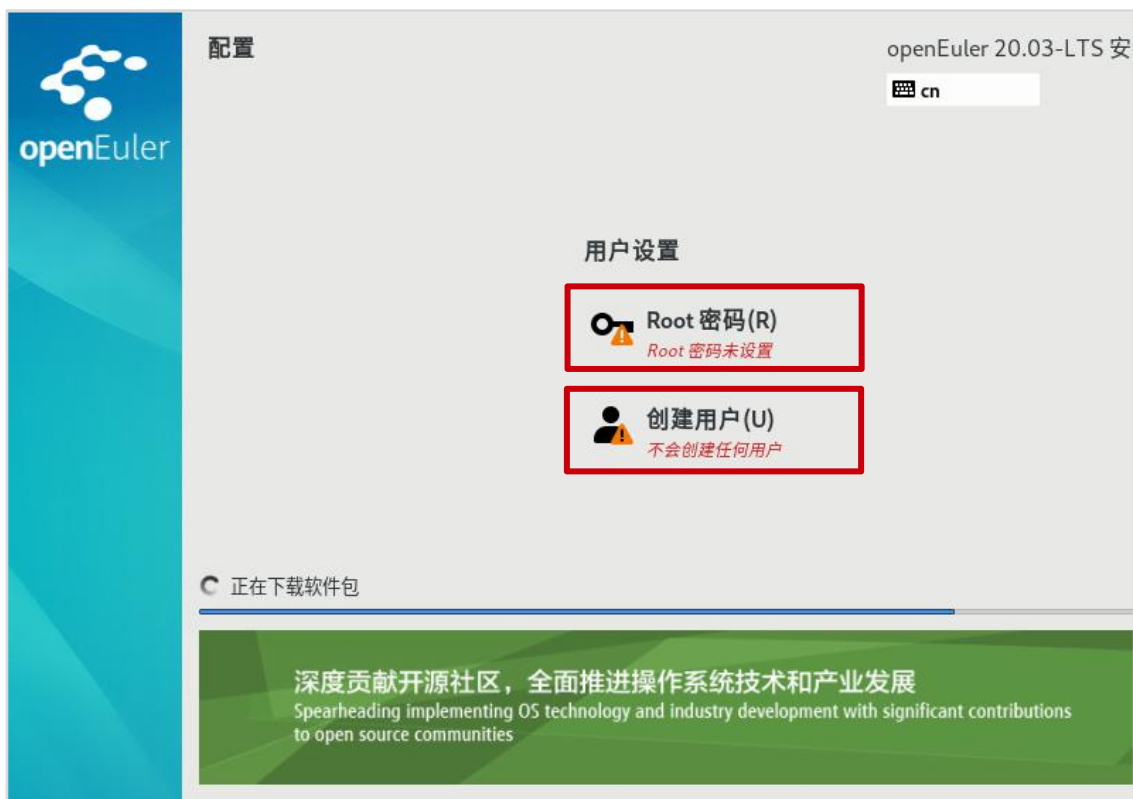 openEuler
配置
openEuler 20.03-LTS 安
cn
用户设置
Root 密码(R)
Root 密码未设置
创建用户(U)
不会创建任何用户
正在下载软件包
深度贡献开源社区，全面推进操作系统技术和产业发展
Spearheading implementing OS technology and industry development with significant contributions
to open source communities